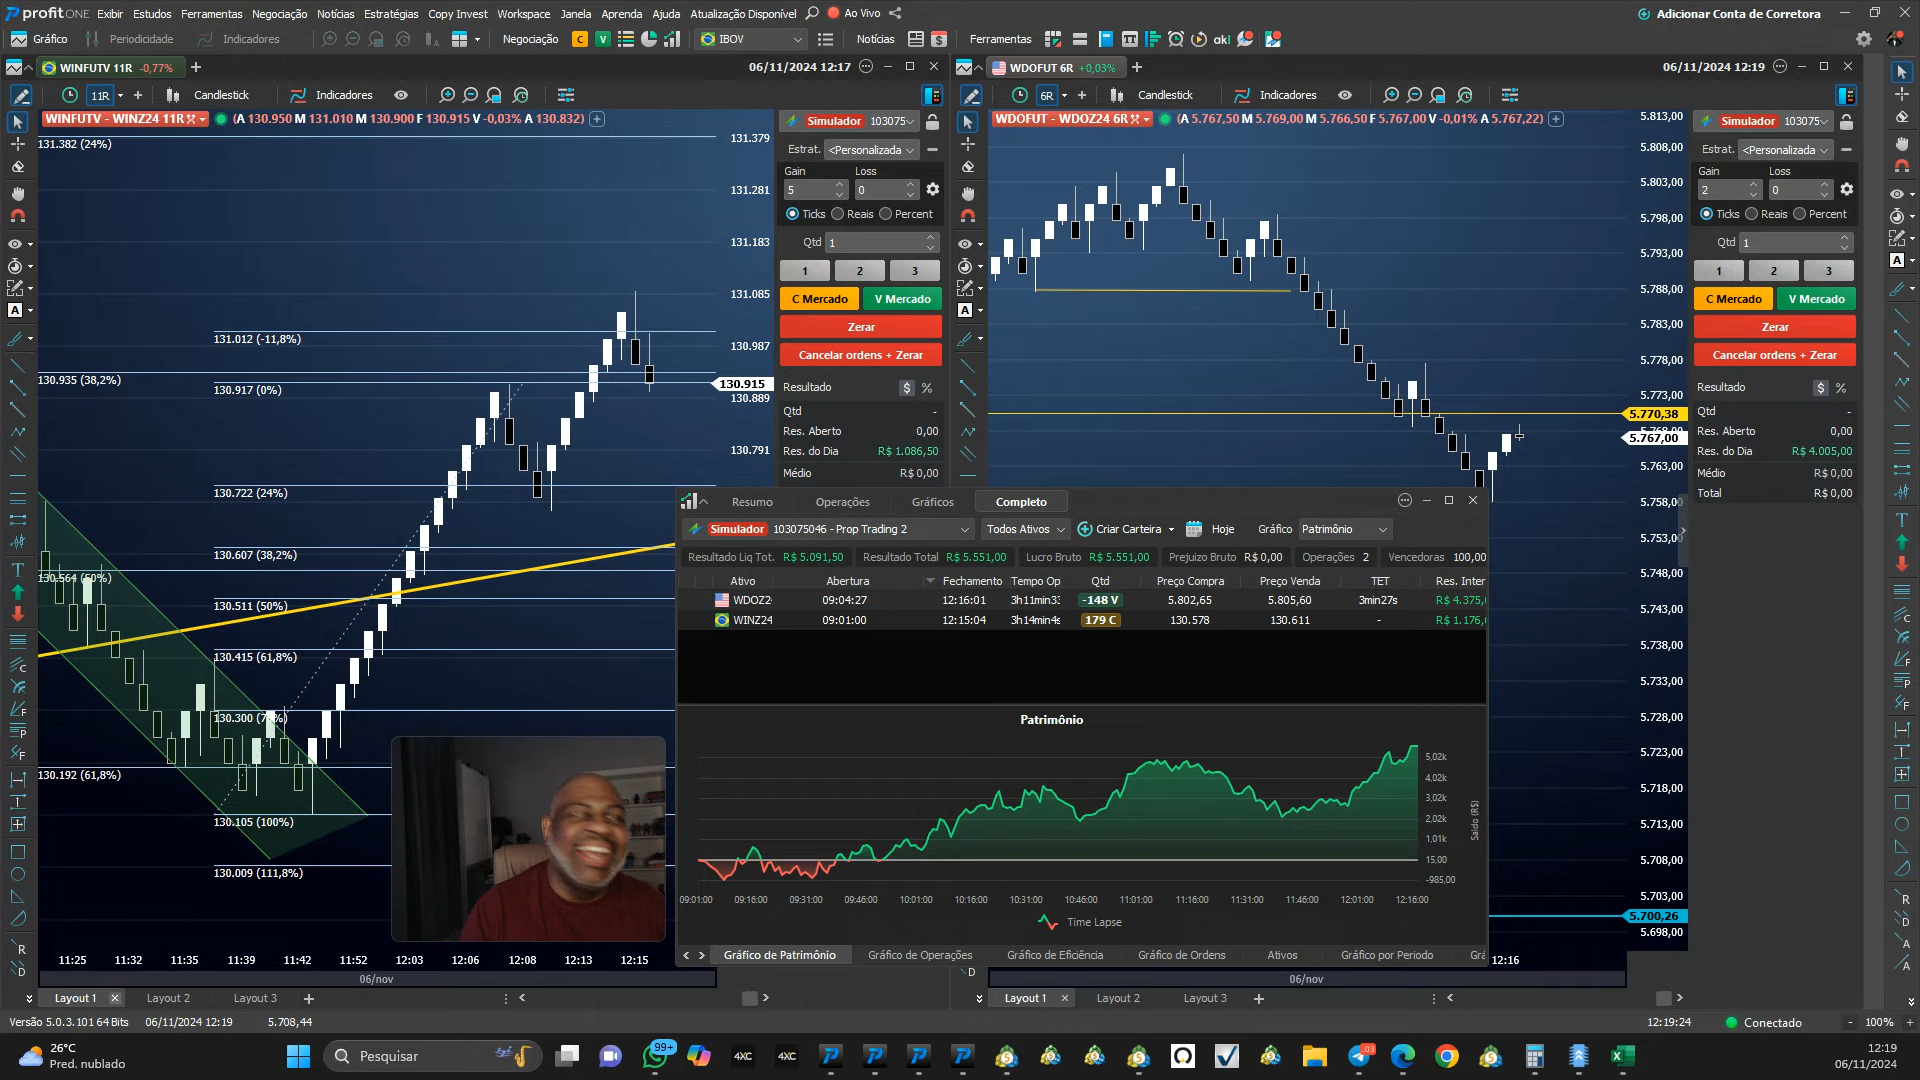 profitONE Exibir Estudos Ferramentas Negociação Notícias Estratégias Copy Invest Workspace Janela Aprenda Ajuda Atualização Disponível Ao Vivo Adicionar Conta de Corretora
Gráfico Periodicidade Indicadores Negociação C V IBOV Notícias Ferramentas akl
WINFUTV 11R -0,77% 06/11/2024 12:17
11R Candlestick Indicadores
WINFUTV - WINZ24 11R (A 130.950 M 131.010 M 130.900 F 130.915 V -0,03% A 130.832)
131.382 (24%)
131.012 (-11,8%)
130.935 (38,2%)
130.917 (0%)
130.722 (24%)
130.607 (38,2%)
130.564 (50%)
130.511 (50%)
130.415 (61,8%)
130.300 (76%)
130.192 (61,8%)
130.105 (100%)
130.009 (111,8%)
131.379
131.281
131.183
131.085
130.987
130.915
130.889
130.791
11:25 11:32 11:35 11:39 11:42 11:52 12:03 12:06 12:08 12:13 12:15
06/nov
Layout 1 Layout 2 Layout 3
Simulador 103075
Estrat. <Personalizada
Gain Loss
5 0
Ticks Reais Percent
Qtd 1
1 2 3
C Mercado V Mercado
Zerar
Cancelar ordens + Zerar
Resultado $ %
Qtd -
Res. Aberto 0,00
Res. do Dia R$ 1.086,50
Médio R$ 0,00
WDOFUT 6R +0,03% 06/11/2024 12:19
6R Candlestick Indicadores
WDOFUT - WDOZ24 6R (A 5.767,50 M 5.769,00 M 5.766,50 F 5.767,00 V -0,01% A 5.767,22)
5.813,00
5.808,00
5.803,00
5.798,00
5.793,00
5.788,00
5.783,00
5.778,00
5.773,00
5.770,38
5.768,00
5.767,00
5.763,00
5.758,00
5.753,00
5.748,00
5.743,00
5.738,00
5.733,00
5.728,00
5.723,00
5.718,00
5.713,00
5.708,00
5.703,00
5.700,26
5.698,00
12:16
06/nov
Layout 1 Layout 2 Layout 3
Simulador 103075
Estrat. <Personalizada
Gain Loss
2 0
Ticks Reais Percent
Qtd 1
1 2 3
C Mercado V Mercado
Zerar
Cancelar ordens + Zerar
Resultado $ %
Qtd -
Res. Aberto 0,00
Res. do Dia R$ 4.005,00
Médio R$ 0,00
Total R$ 0,00
Resumo Operações Gráficos Completo
Simulador 103075046 - Prop Trading 2 Todos Ativos Criar Carteira Hoje Gráfico Patrimônio
Resultado Liq Tot. R$ 5.091,50 Resultado Total R$ 5.551,00 Lucro Bruto R$ 5.551,00 Prejuizo Bruto R$ 0,00 Operações 2 Vencedoras 100,00
Ativo Abertura Fechamento Tempo Op Qtd Preço Compra Preço Venda TET Res. Inter
WDOZ2 09:04:27 12:16:01 3h11min33 -148 V 5.802,65 5.805,60 3min27s R$ 4.375,
WINZ24 09:01:00 12:15:04 3h14min4s 179 C 130.578 130.611 - R$ 1.176,
Patrimônio
5,02k
4,02k
3,02k
2,02k
1,01k
15,00
-985,00
Saldo (R$)
09:01:00 09:16:00 09:31:00 09:46:00 10:01:00 10:16:00 10:31:00 10:46:00 11:01:00 11:16:00 11:31:00 11:46:00 12:01:00 12:16:00
Time Lapse
Gráfico de Patrimônio Gráfico de Operações Gráfico de Eficiência Gráfico de Ordens Ativos Gráfico por Periodo Grá
Versão 5.0.3.101 64 Bits 06/11/2024 12:19 5.708,44 12:19:24 Conectado - 100% +
26°C
Pred. nublado
Pesquisar
99+
4XC 4XC
12:19
06/11/2024